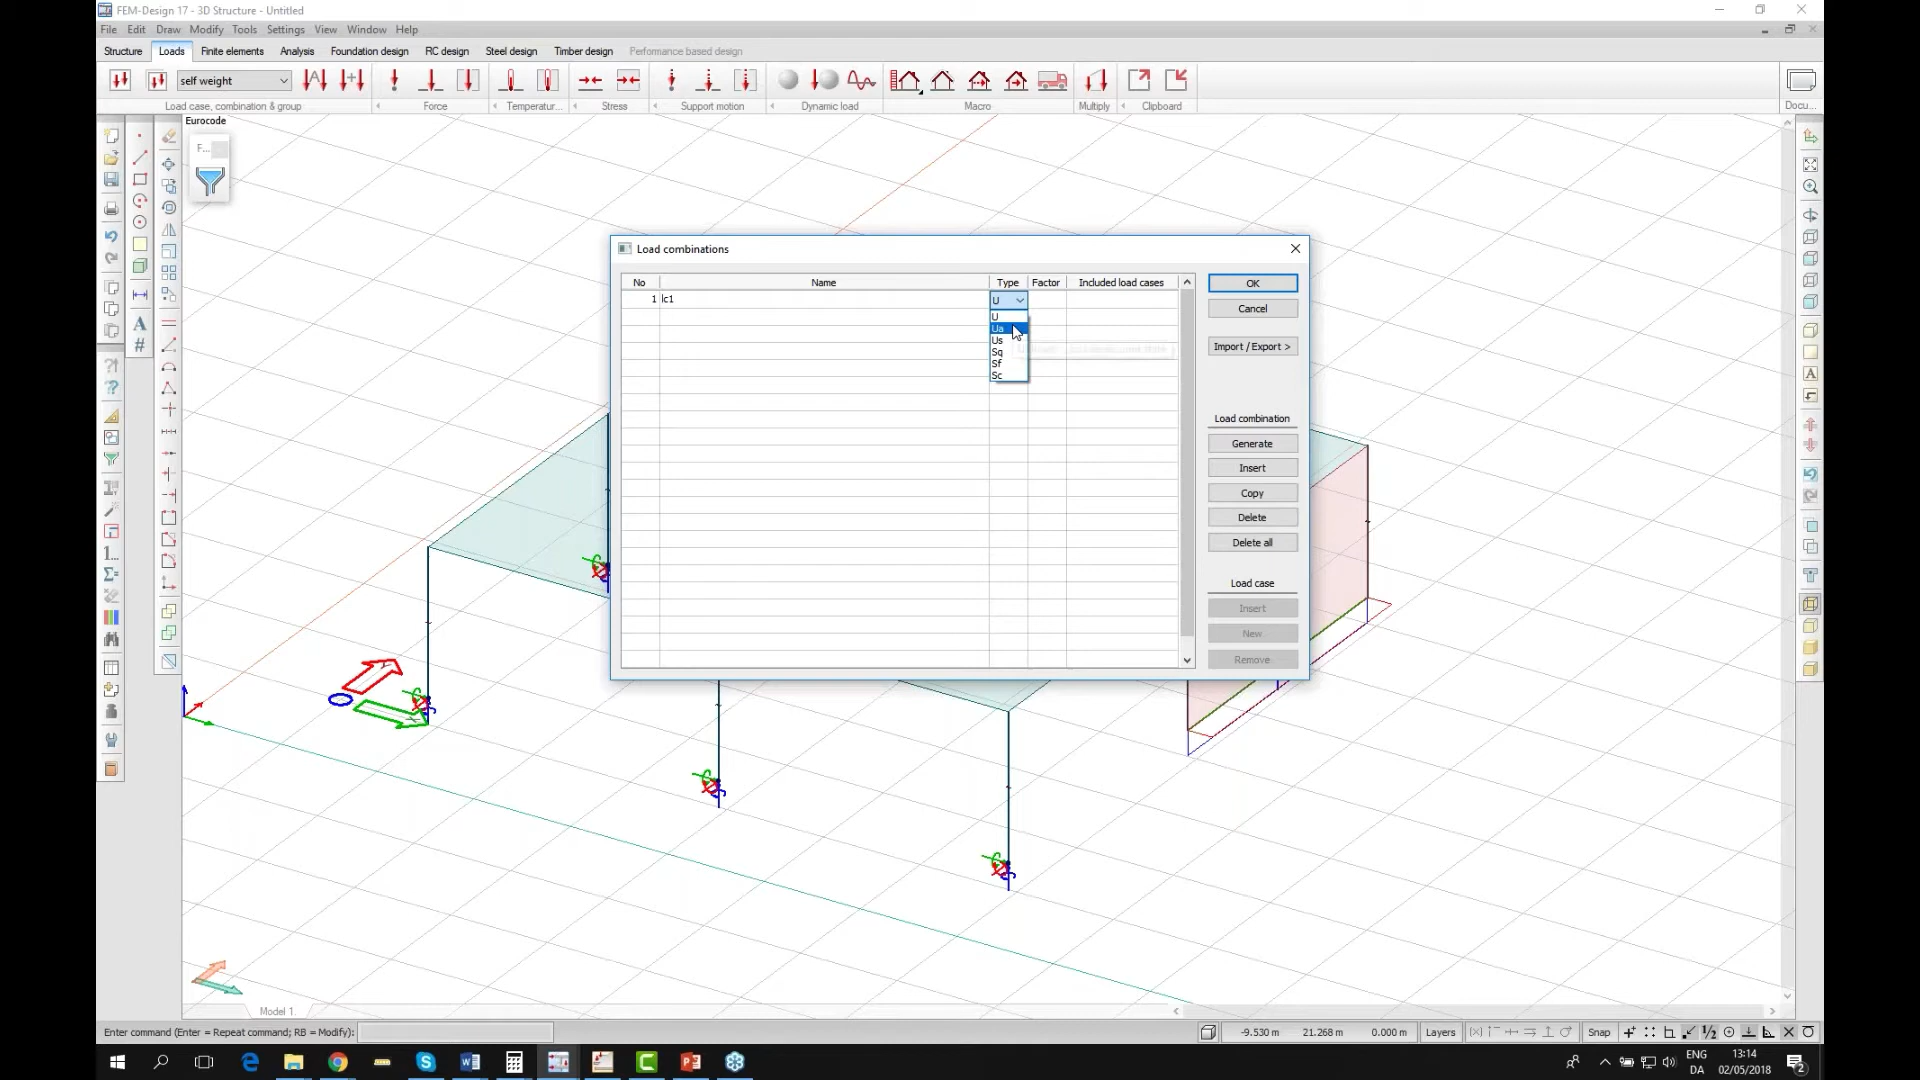 FEM-Design 17 - 3D Structure - Untitled
File Edit Draw Modify Tools Settings View Window Help
Structure Loads Finite elements Analysis Foundation design RC design Steel design Timber design Performance based design
self weight
Load case, combination & group Force Temperatur... Stress Support motion Dynamic load Macro Multiply Clipboard Docu...
Eurocode
F...
Load combinations
No Name Type Factor Included load cases
1 lc1 U
U
Ua
Us
Sq
Sf
Sc
OK
Cancel
Import / Export >
Load combination
Generate
Insert
Copy
Delete
Delete all
Load case
Insert
New
Remove
Model 1.
Enter command (Enter = Repeat command; RB = Modify):
-9.530 m 21.268 m 0.000 m Layers Snap
ENG
DA
13:14
02/05/2018
2